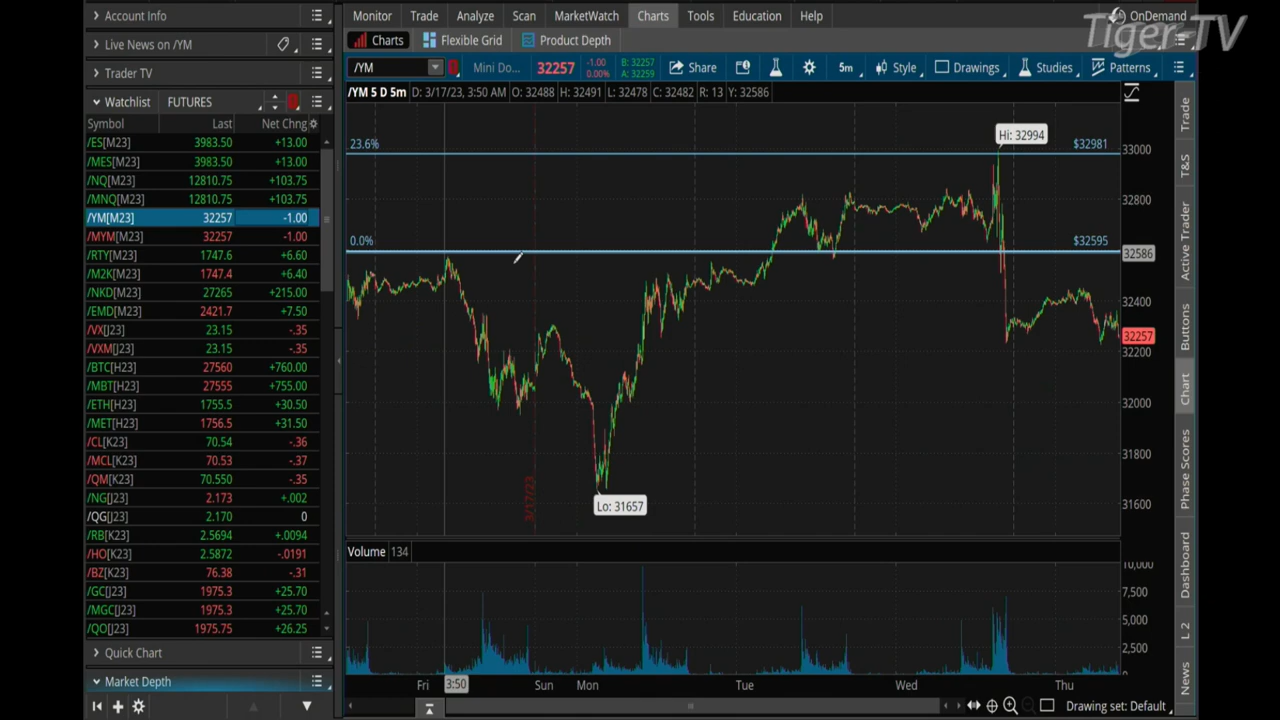 Account Info
Live News on /YM
Trader TV
Watchlist FUTURES
Symbol Last Net Chng
/ES[M23] 3983.50 +13.00
/MES[M23] 3983.50 +13.00
/NQ[M23] 12810.75 +103.75
/MNQ[M23] 12810.75 +103.75
/YM[M23] 32257 -1.00
/MYM[M23] 32257 -1.00
/RTY[M23] 1747.6 +6.60
/M2K[M23] 1747.4 +6.40
/NKD[M23] 27265 +215.00
/EMD[M23] 2421.7 +7.50
/VX[J23] 23.15 -.35
/VXM[J23] 23.15 -.35
/BTC[H23] 27560 +760.00
/MBT[H23] 27555 +755.00
/ETH[H23] 1755.5 +30.50
/MET[H23] 1756.5 +31.50
/CL[K23] 70.54 -.36
/MCL[K23] 70.53 -.37
/QM[K23] 70.550 -.35
/NG[J23] 2.173 +.002
/QG[J23] 2.170 0
/RB[K23] 2.5694 +.0094
/HO[K23] 2.5872 -.0191
/BZ[K23] 76.38 -.31
/GC[J23] 1975.3 +25.70
/MGC[J23] 1975.3 +25.70
/QO[J23] 1975.75 +26.25
Quick Chart
Market Depth
Monitor Trade Analyze Scan MarketWatch Charts Tools Education Help
OnDemand
Tiger-TV
Charts Flexible Grid Product Depth
/YM Mini Do... 32257 -1.00 0.00% B: 32257 A: 32259 Share 5m Style Drawings Studies Patterns
/YM 5 D 5m D: 3/17/23, 3:50 AM O: 32488 H: 32491 L: 32478 C: 32482 R: 13 Y: 32586
23.6% $32981
Hi: 32994
0.0% $32595
33000
32800
32586
32400
32257
32200
32000
31800
31600
3/17/23
Lo: 31657
Volume 134
10,000
7,500
5,000
2,500
Fri 3:50 Sun Mon Tue Wed Thu
Drawing set: Default
Trade
T&S
Active Trader
Buttons
Chart
Phase Scores
Dashboard
L 2
News